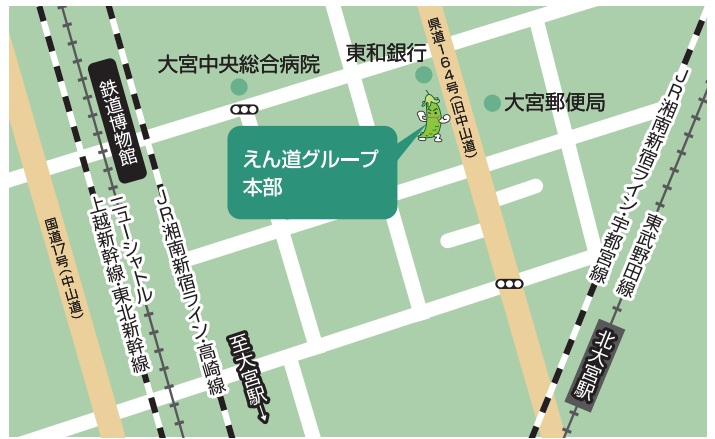 大宮中央総合病院
東和銀行
県道164号(旧中山道)
大宮郵便局
鉄道博物館
えん道グループ
本部
JR・湘南新宿ライン・宇都宮線
東武野田線
国道17号(中山道)
上越新幹線・東北新幹線
ニューシャトル
JR・湘南新宿ライン・高崎線
至大宮駅
北大宮駅